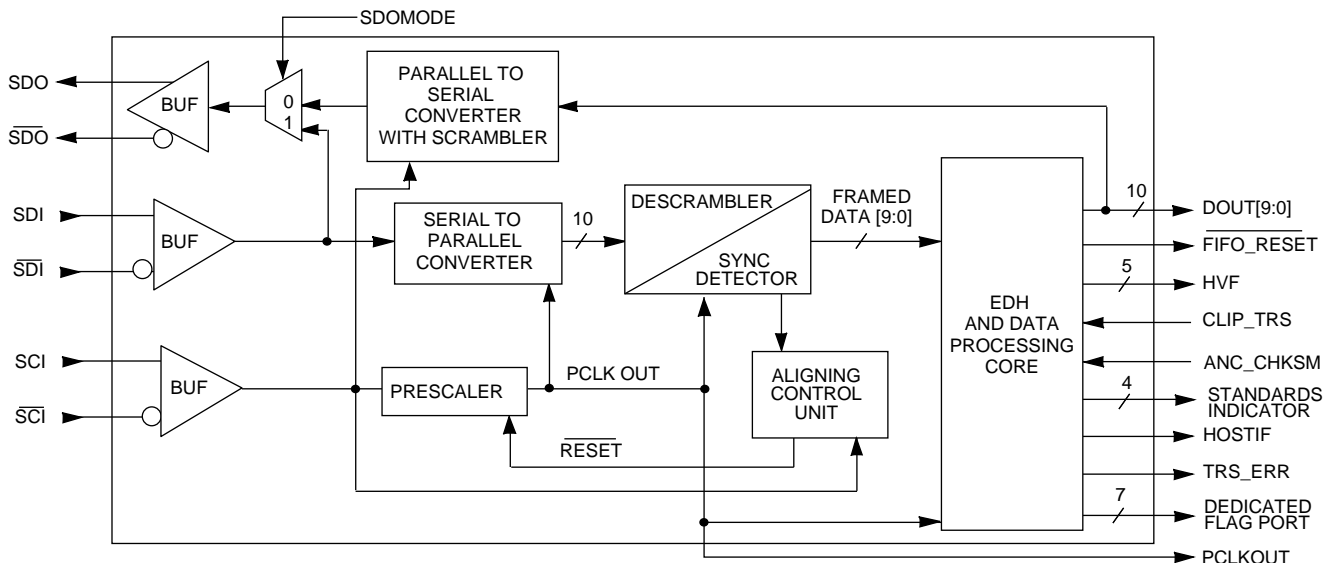 SDOMODE
SDO
SDO
BUF
0
1
PARALLEL TO
SERIAL
CONVERTER
WITH SCRAMBLER
SDI
SDI
BUF
SERIAL TO
PARALLEL
CONVERTER
10
DESCRAMBLER
SYNC
DETECTOR
FRAMED
DATA [9:0]
EDH
AND DATA
PROCESSING
CORE
SCI
SCI
BUF
PRESCALER
PCLK OUT
RESET
ALIGNING
CONTROL
UNIT
10
DOUT[9:0]
FIFO_RESET
5
HVF
CLIP_TRS
ANC_CHKSM
4
STANDARDS
INDICATOR
HOSTIF
TRS_ERR
7
DEDICATED
FLAG PORT
PCLKOUT